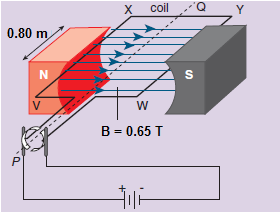 X coil Q Y
0.80 m
N S
V W
B = 0.65 T
P
+ -